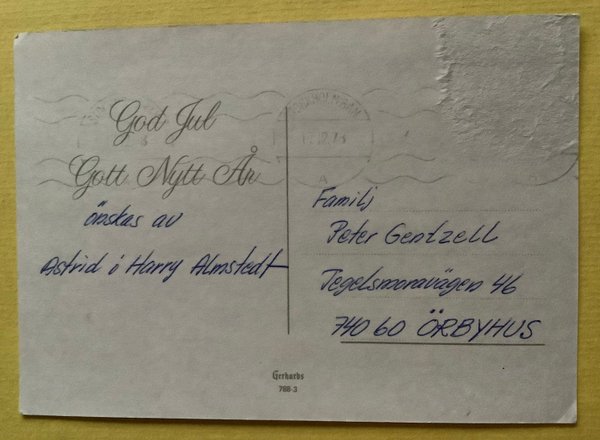 God Jul
Gott Nytt År
önskas av
Astrid i Harry Almstedt
Familj
Peter Gentzell
Tegelsmoravägen 46
740 60 ÖRBYHUS
Gerhards
788-3